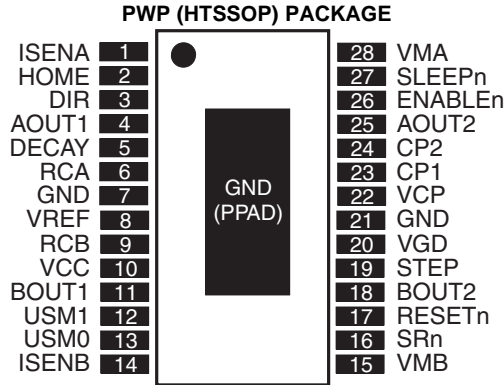 PWP (HTSSOP) PACKAGE
ISENA 1 28 VMA
HOME 2 27 SLEEPn
DIR 3 26 ENABLEn
AOUT1 4 25 AOUT2
DECAY 5 24 CP2
RCA 6 23 CP1
GND 7 GND 22 VCP
VREF 8 (PPAD) 21 GND
RCB 9 20 VGD
VCC 10 19 STEP
BOUT1 11 18 BOUT2
USM1 12 17 RESETn
USM0 13 16 SRn
ISENB 14 15 VMB